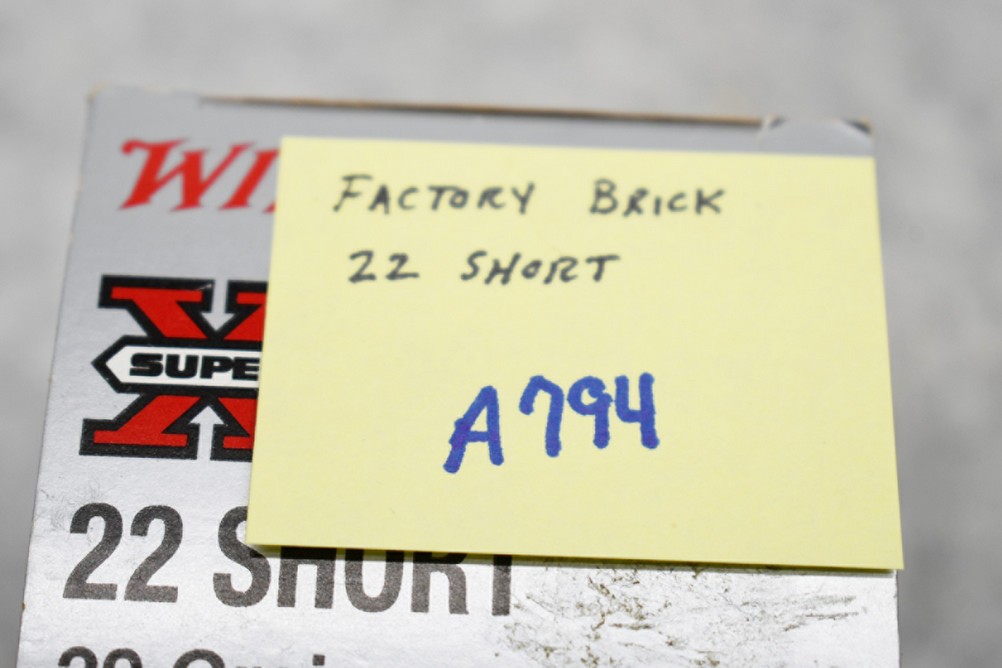 WI
FACTORY BRICK
22 SHORT
SUPE
A794
22 SHORT